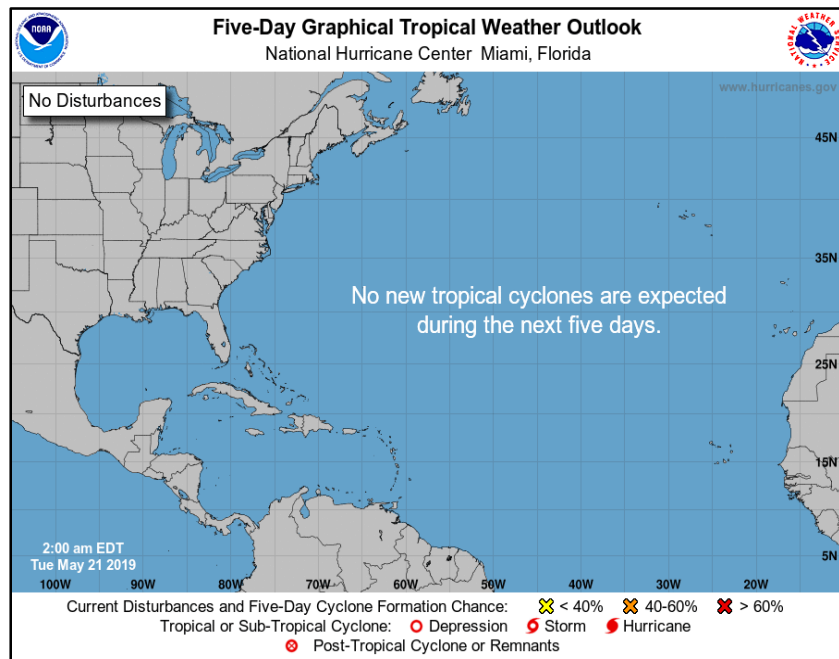 Five-Day Graphical Tropical Weather Outlook
National Hurricane Center Miami, Florida
NOAA
www.hurricanes.gov
No Disturbances
45N
35N
No new tropical cyclones are expected
during the next five days.
25N
15N
2:00 am EDT
Tue May 21 2019
5N
100W 90W 80W 70W 60W 50W 40W 30W 20W
Current Disturbances and Five-Day Cyclone Formation Chance: < 40% 40-60% > 60%
Tropical or Sub-Tropical Cyclone: Depression Storm Hurricane
Post-Tropical Cyclone or Remnants